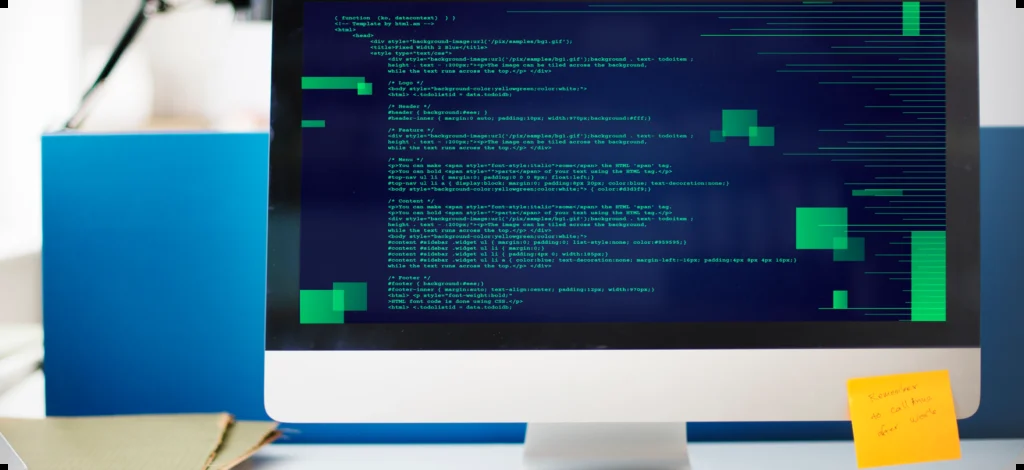 { function (ko, datacontext) } }
<!-- Template by html.am -->
<html>
<head>
<div style="background-image:url('/pix/samples/bg1.gif');
<title>Fixed Width 2 Blue</title>
<style type="text/css">
<div style="background-image:url('/pix/samples/bg1.gif');background . text- todoitem ;
height . text - :200px;"><p>The image can be tiled across the background,
while the text runs across the top.</p> </div>
/* Logo */
<body style="background-color:yellowgreen;color:white;">
<html> <.todolistid = data.todoidb;
/* Header */
#header { background:#eee; }
#header-inner { margin:0 auto; padding:10px; width:970px;background:#fff;}
/* Feature */
<div style="background-image:url('/pix/samples/bg1.gif');background . text- todoitem ;
height . text - :200px;"><p>The image can be tiled across the background,
while the text runs across the top.</p> </div>
/* Menu */
<p>You can make <span style="font-style:italic">some</span> the HTML 'span' tag.
<p>You can bold <span style=">parts</span> of your text using the HTML tag.</p>
#top-nav ul li { margin:0; padding:0 0 0 8px; float:left;}
#top-nav ul li a { display:block; margin:0; padding:8px 20px; color:blue; text-decoration:none;}
<body style="background-color:yellowgreen;color:white;"> { color:#d3d3f9;}
/* Content */
<p>You can make <span style="font-style:italic">some</span> the HTML 'span' tag.
<p>You can bold <span style=">parts</span> of your text using the HTML tag.</p>
<div style="background-image:url('/pix/samples/bg1.gif');background . text- todoitem ;
height . text - :200px;"><p>The image can be tiled across the background,
while the text runs across the top.</p> </div>
<body style="background-color:yellowgreen;color:white;">
#content #sidebar .widget ul { margin:0; padding:0; list-style:none; color:#959595;}
#content #sidebar .widget ul li { margin:0;}
#content #sidebar .widget ul li { padding:4px 0; width:160px;}
#content #sidebar .widget ul li a { color:blue; text-decoration:none; margin-left:-16px; padding:4px 8px 4px 16px;}
while the text runs across the top.</p> </div>
/* Footer */
#footer { background:#eee;}
#footer-inner { margin:auto; text-align:center; padding:12px; width:970px;}
<html> <p style="font-weight:bold;"
<HTML font code is done using CSS.</p>
<html> <.todolistid = data.todoidb;
Remember
to call